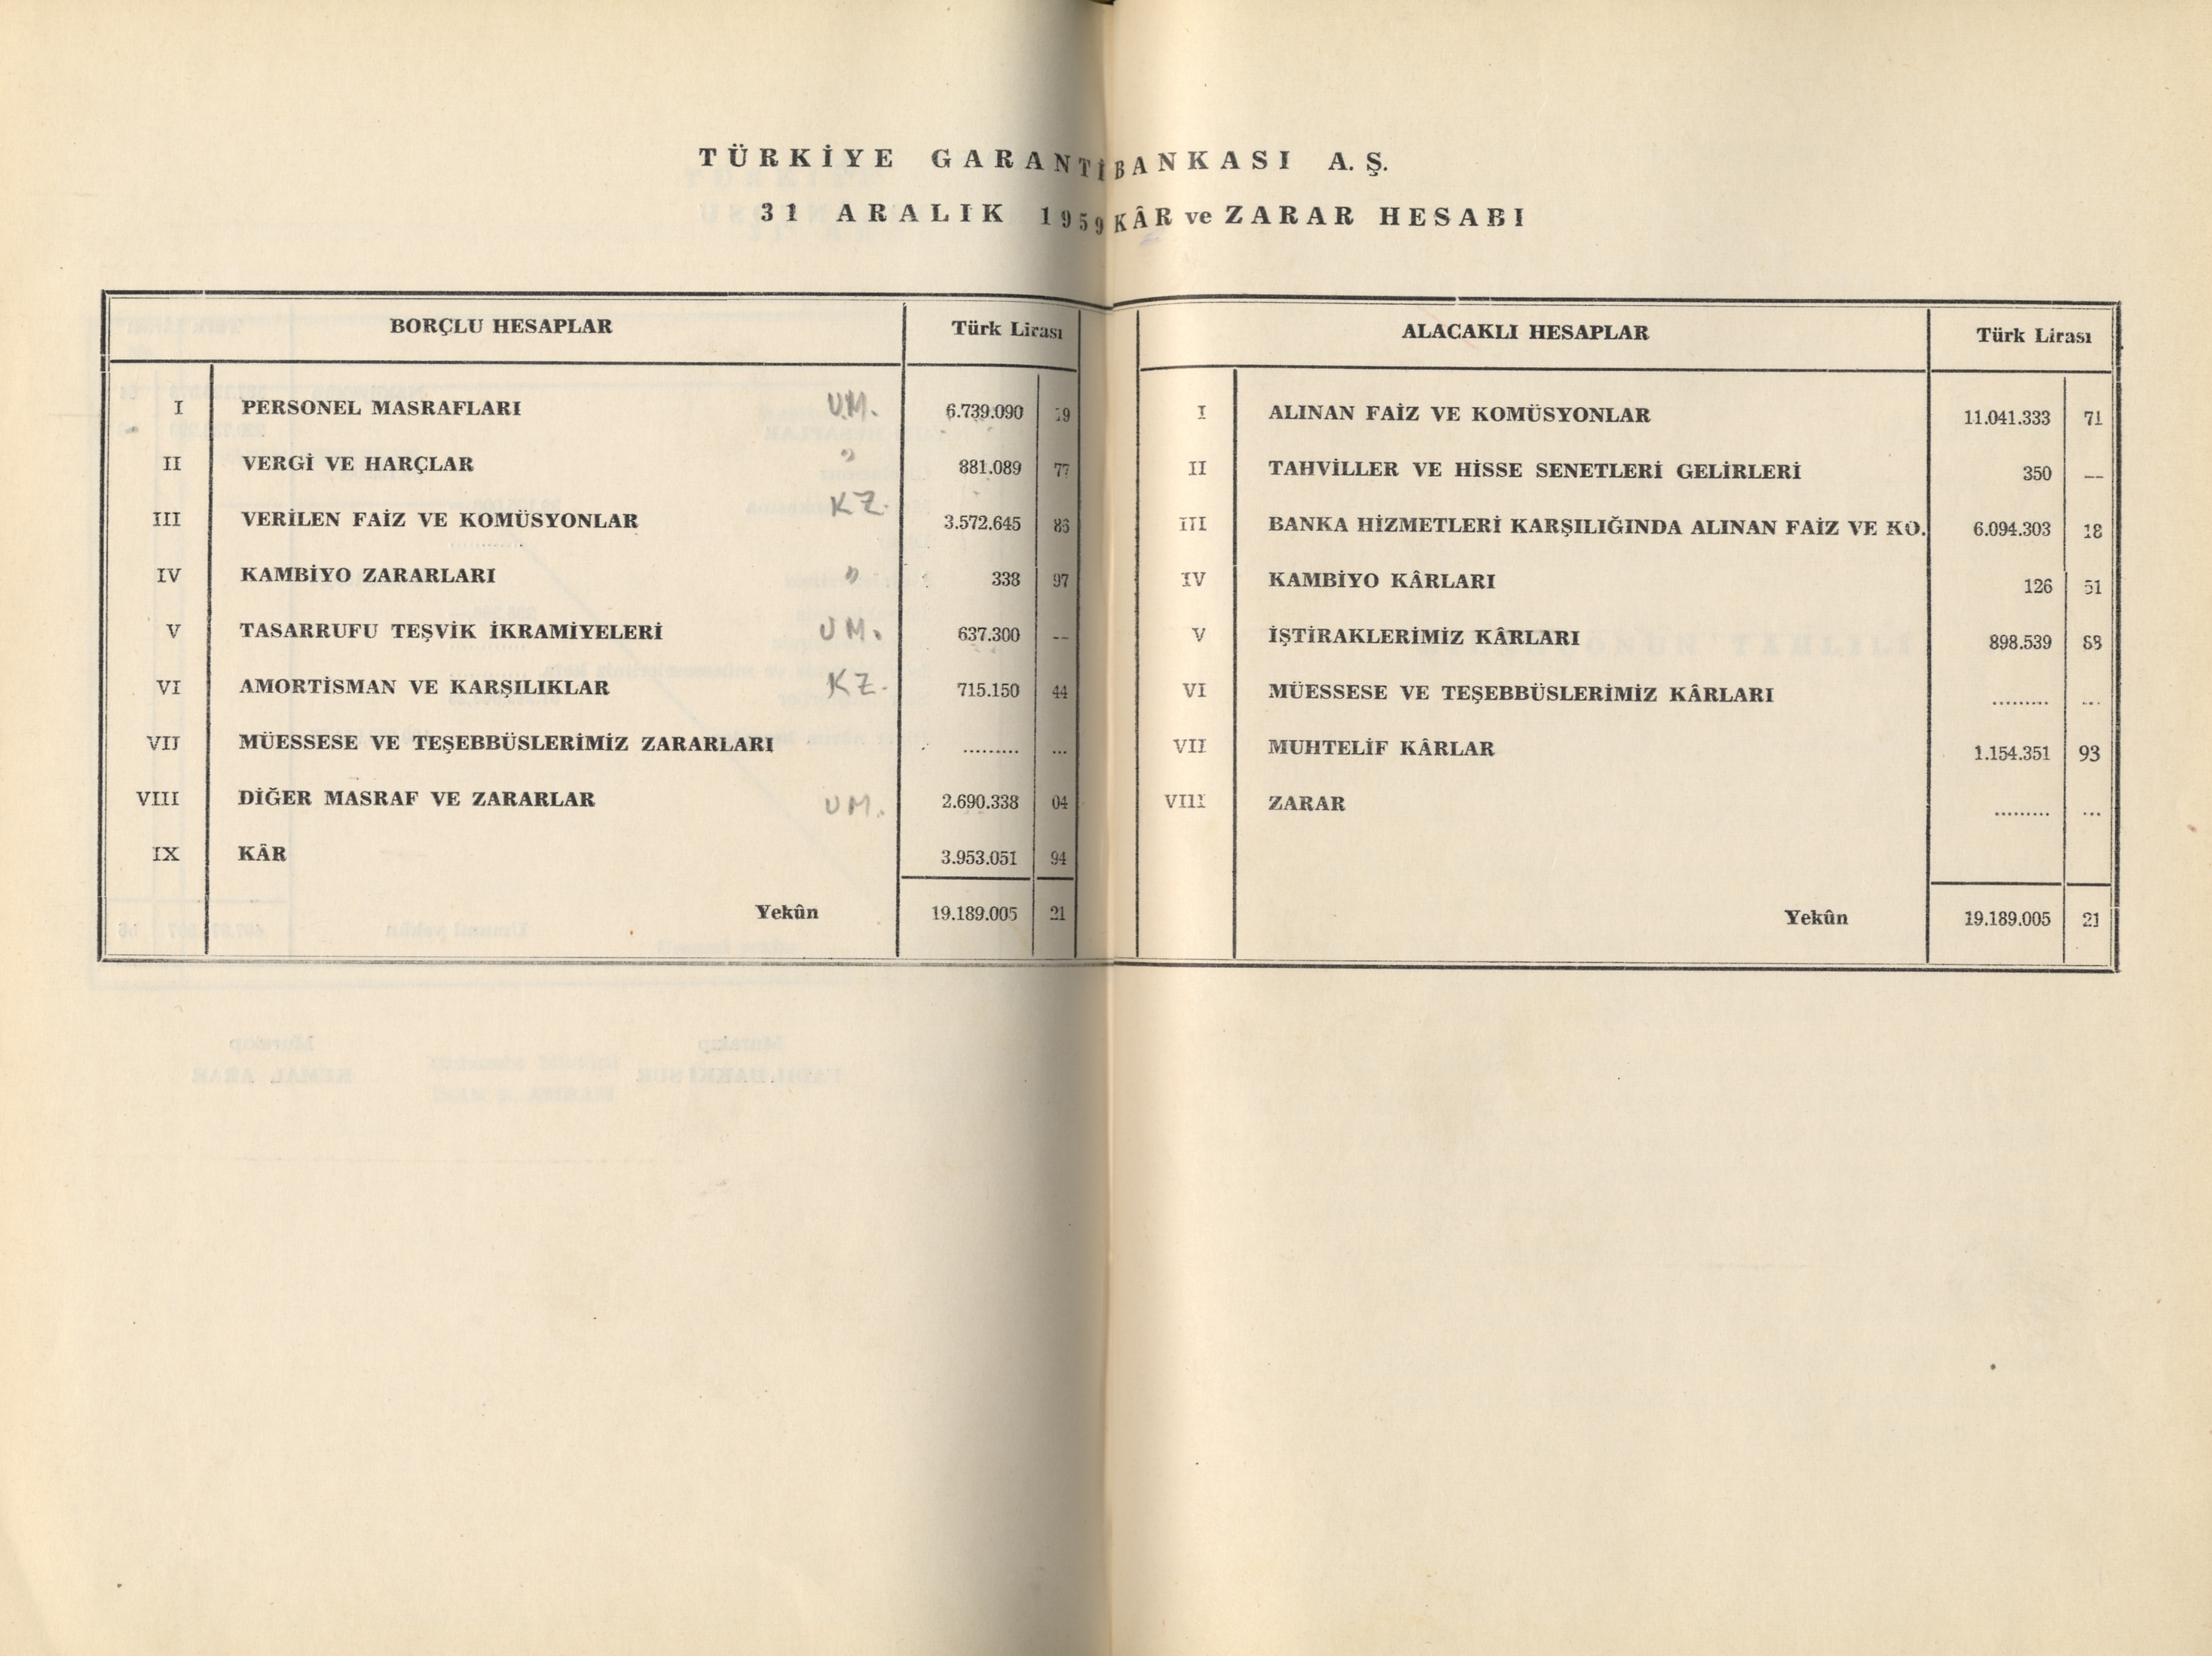 TÜRKİYE GARANTİ BANKASI A. Ş.
31 ARALIK 1959 KÂR ve ZARAR HESABI
BORÇLU HESAPLAR Türk Lirası
I PERSONEL MASRAFLARI U.M. 6.739.090 19
II VERGİ VE HARÇLAR " 881.089 77
III VERİLEN FAİZ VE KOMÜSYONLAR KZ. 3.572.645 86
IV KAMBİYO ZARARLARI " 338 97
V TASARRUFU TEŞVİK İKRAMİYELERİ UM. 637.300 --
VI AMORTİSMAN VE KARŞILIKLAR KZ. 715.150 44
VII MÜESSESE VE TEŞEBBÜSLERİMİZ ZARARLARI ......... ...
VIII DİĞER MASRAF VE ZARARLAR UM. 2.690.338 04
IX KÂR 3.953.051 94
Yekûn 19.189.005 21
ALACAKLI HESAPLAR Türk Lirası
I ALINAN FAİZ VE KOMÜSYONLAR 11.041.333 71
II TAHVİLLER VE HİSSE SENETLERİ GELİRLERİ 350 --
III BANKA HİZMETLERİ KARŞILIĞINDA ALINAN FAİZ VE KO. 6.094.303 18
IV KAMBİYO KÂRLARI 126 51
V İŞTİRAKLERİMİZ KÂRLARI 898.539 88
VI MÜESSESE VE TEŞEBBÜSLERİMİZ KÂRLARI ......... ...
VII MUHTELİF KÂRLAR 1.154.351 93
VIII ZARAR ......... ...
Yekûn 19.189.005 21